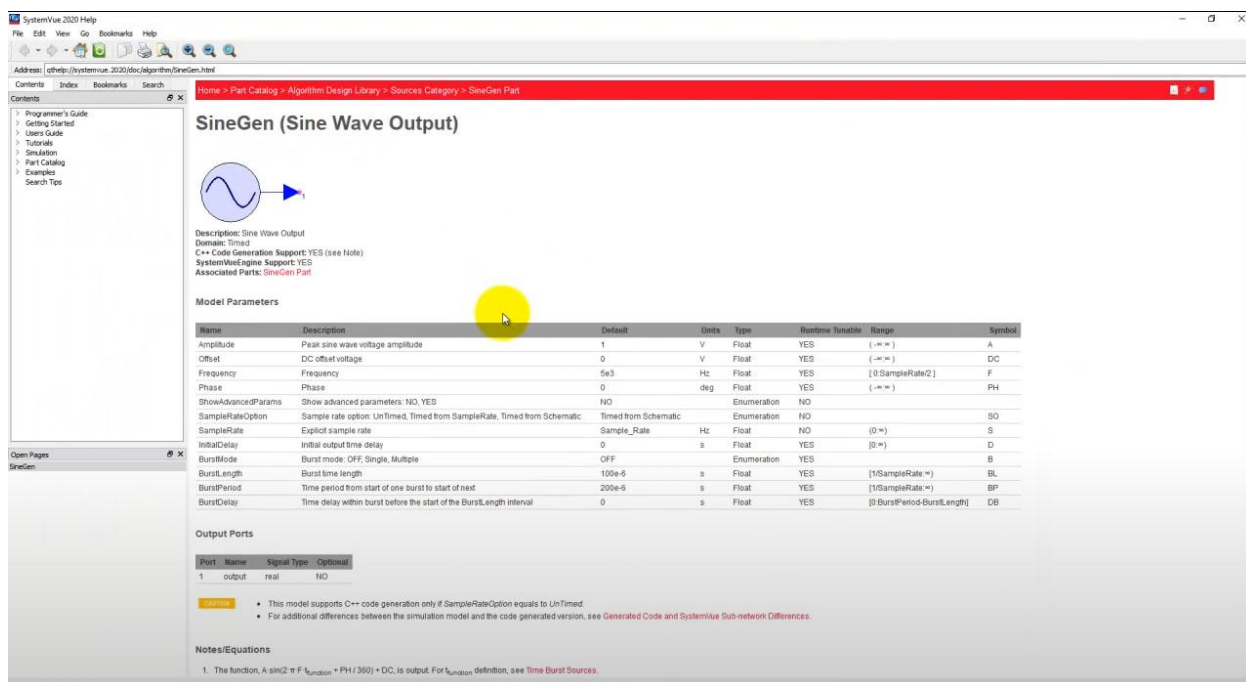 SystemVue 2020 Help
File Edit View Go Bookmarks Help
Address: qthelp://systemvue.2020/doc/algorithm/SineGen.html
Contents Index Bookmarks Search
Contents
Programmer's Guide
Getting Started
Users Guide
Tutorials
Simulation
Part Catalog
Examples
Search Tips
Open Pages
SineGen
Home > Part Catalog > Algorithm Design Library > Sources Category > SineGen Part
SineGen (Sine Wave Output)
1
Description: Sine Wave Output
Domain: Timed
C++ Code Generation Support: YES (see Note)
SystemVueEngine Support: YES
Associated Parts: SineGen Part
Model Parameters
Name Description Default Units Type Runtime Tunable Range Symbol
Amplitude Peak sine wave voltage amplitude 1 V Float YES (-∞:∞) A
Offset DC offset voltage 0 V Float YES (-∞:∞) DC
Frequency Frequency 5e3 Hz Float YES [0:SampleRate/2] F
Phase Phase 0 deg Float YES (-∞:∞) PH
ShowAdvancedParams Show advanced parameters: NO, YES NO Enumeration NO
SampleRateOption Sample rate option: UnTimed, Timed from SampleRate, Timed from Schematic Timed from Schematic Enumeration NO SO
SampleRate Explicit sample rate Sample_Rate Hz Float NO (0:∞) S
InitialDelay Initial output time delay 0 s Float YES [0:∞) D
BurstMode Burst mode: OFF, Single, Multiple OFF Enumeration YES B
BurstLength Burst time length 100e-6 s Float YES [1/SampleRate:∞) BL
BurstPeriod Time period from start of one burst to start of next 200e-6 s Float YES [1/SampleRate:∞) BP
BurstDelay Time delay within burst before the start of the BurstLength interval 0 s Float YES [0:BurstPeriod-BurstLength] DB
Output Ports
Port Name Signal Type Optional
1 output real NO
CAUTION
• This model supports C++ code generation only if SampleRateOption equals to UnTimed.
• For additional differences between the simulation model and the code generated version, see Generated Code and SystemVue Sub-network Differences.
Notes/Equations
1. The function, A·sin(2·π·F·tfunction + PH / 360) + DC, is output. For tfunction definition, see Time Burst Sources.